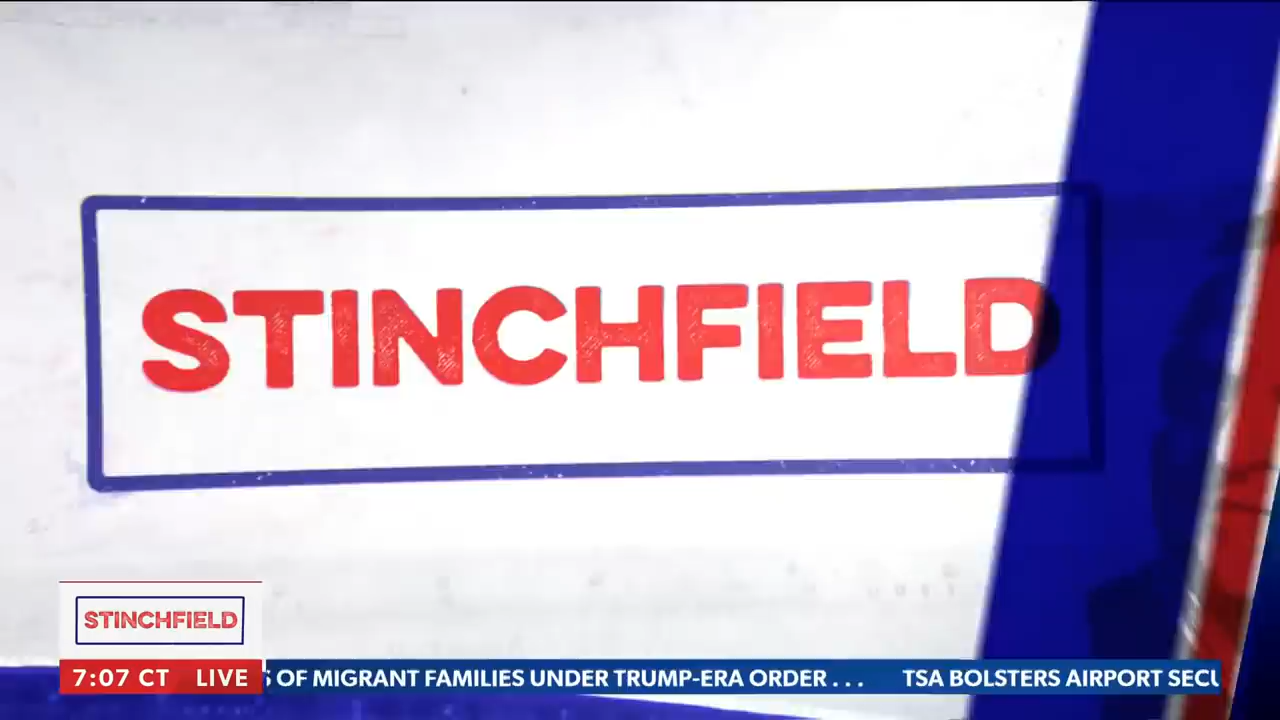 STINCHFIELD
STINCHFIELD
7:07 CT LIVE
OF MIGRANT FAMILIES UNDER TRUMP-ERA ORDER . . . TSA BOLSTERS AIRPORT